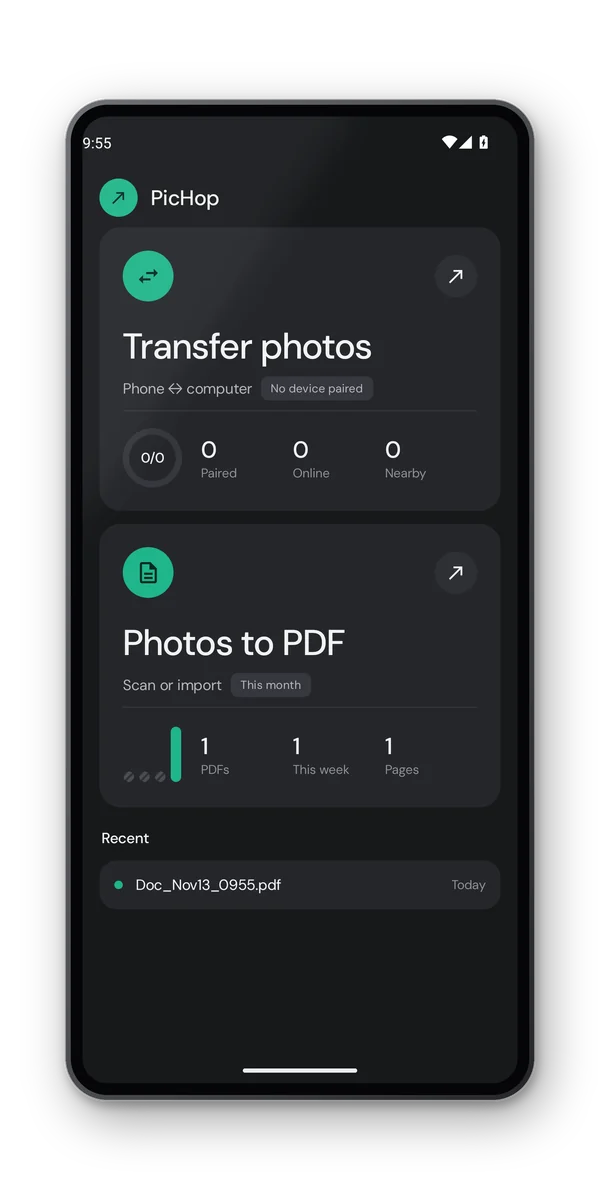 9:55
PicHop
Transfer photos
Phone ↔ computer No device paired
0/0 0 0 0
Paired Online Nearby
Photos to PDF
Scan or import This month
1 1 1
PDFs This week Pages
Recent
Doc_Nov13_0955.pdf Today